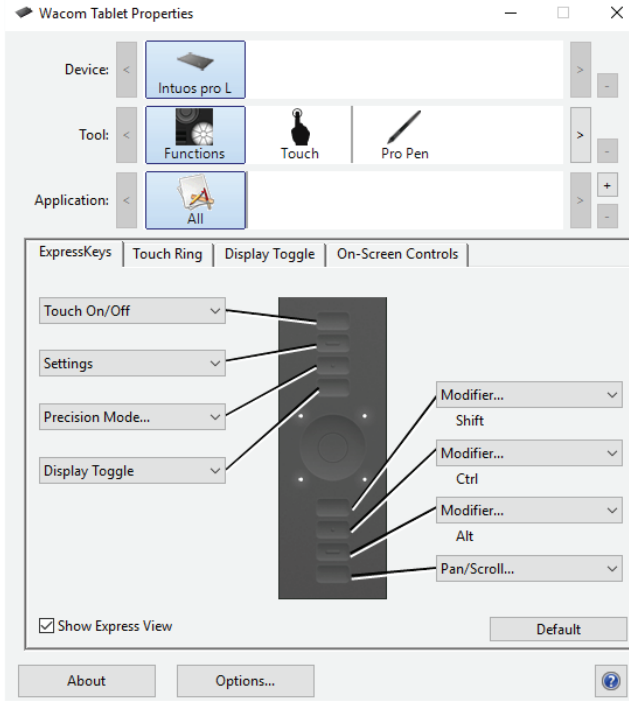 Wacom Tablet Properties
Device:
<
Intuos pro L
>
-
Tool:
<
Functions
Touch
Pro Pen
>
-
Application:
<
All
>
+
-
ExpressKeys
Touch Ring
Display Toggle
On-Screen Controls
Touch On/Off
Settings
Precision Mode...
Display Toggle
Modifier...
Shift
Modifier...
Ctrl
Modifier...
Alt
Pan/Scroll...
Show Express View
Default
About
Options...
?